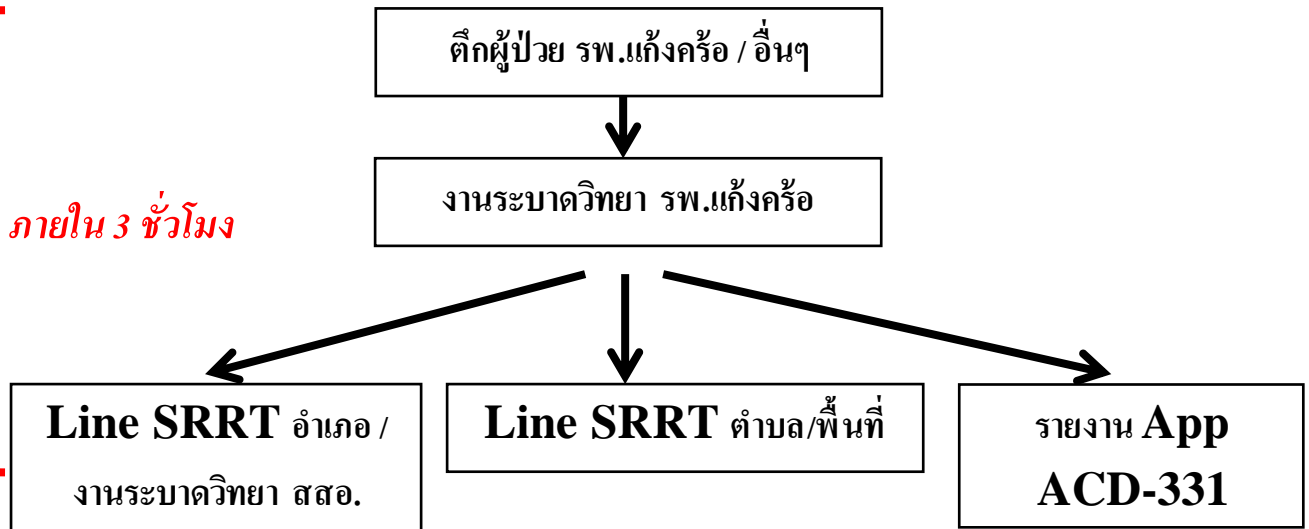 ตึกผู้ป่วย รพ.แก้งคร้อ / อื่นๆ
งานระบาดวิทยา รพ.แก้งคร้อ
ภายใน 3 ชั่วโมง
Line SRRT อำเภอ /
งานระบาดวิทยา สสอ.
Line SRRT ตำบล/พื้นที่
รายงาน App
ACD-331